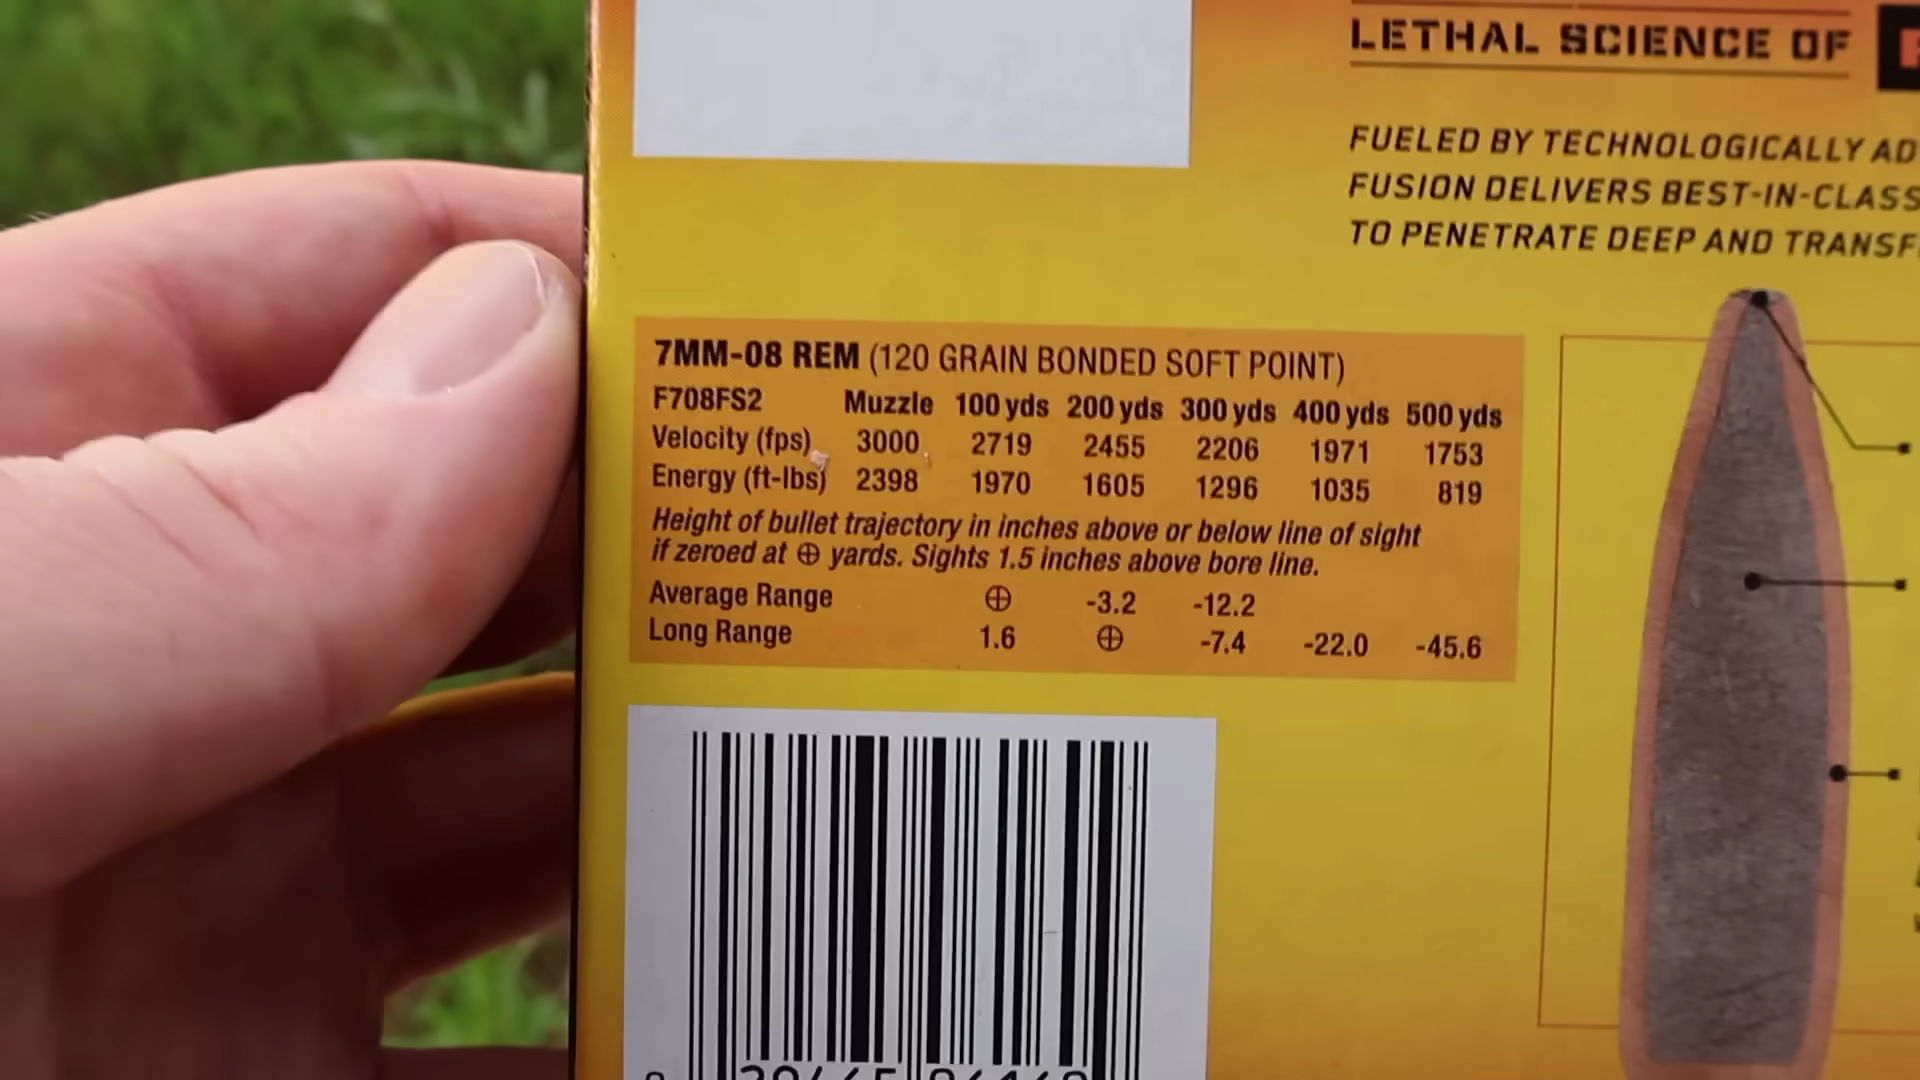 LETHAL SCIENCE OF
FUELED BY TECHNOLOGICALLY AD
FUSION DELIVERS BEST-IN-CLASS
TO PENETRATE DEEP AND TRANSF
7MM-08 REM (120 GRAIN BONDED SOFT POINT)
F708FS2 Muzzle 100 yds 200 yds 300 yds 400 yds 500 yds
Velocity (fps) 3000 2719 2455 2206 1971 1753
Energy (ft-lbs) 2398 1970 1605 1296 1035 819
Height of bullet trajectory in inches above or below line of sight
if zeroed at ⊕ yards. Sights 1.5 inches above bore line.
Average Range ⊕ -3.2 -12.2
Long Range 1.6 ⊕ -7.4 -22.0 -45.6